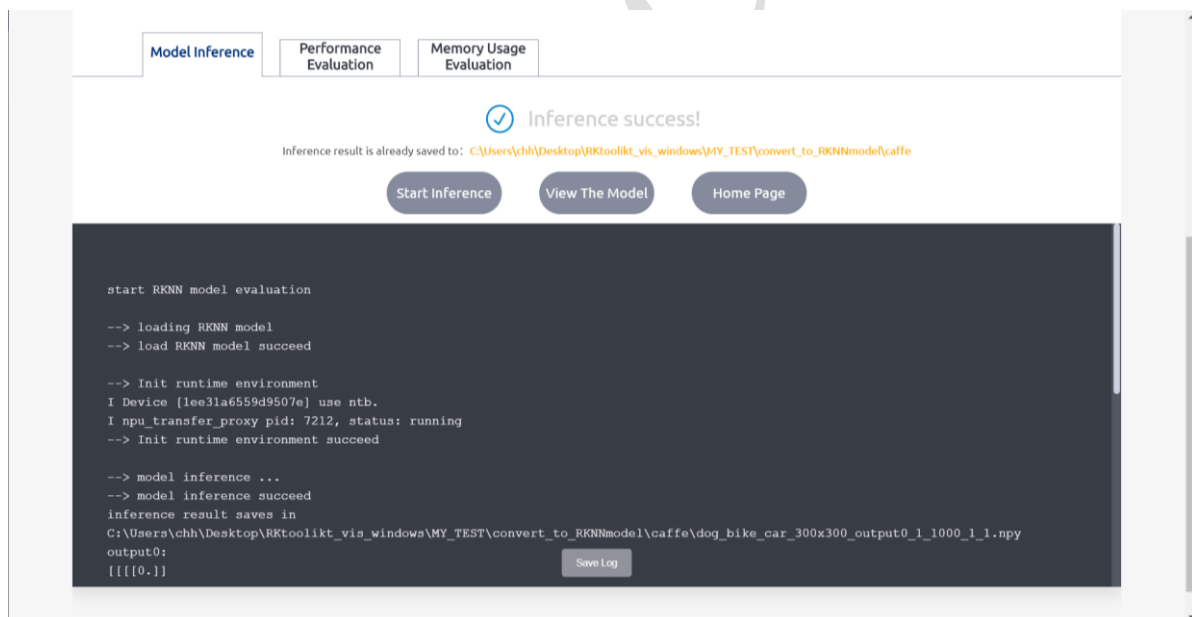 Model Inference
Performance
Evaluation
Memory Usage
Evaluation
Inference success!
Inference result is already saved to: C:\Users\chh\Desktop\RKtoolikt_vis_windows\MY_TEST\convert_to_RKNNmodel\caffe
Start Inference View The Model Home Page
start RKNN model evaluation
--> loading RKNN model
--> load RKNN model succeed
--> Init runtime environment
I Device [1ee31a6559d9507e] use ntb.
I npu_transfer_proxy pid: 7212, status: running
--> Init runtime environment succeed
--> model inference ...
--> model inference succeed
inference result saves in
C:\Users\chh\Desktop\RKtoolikt_vis_windows\MY_TEST\convert_to_RKNNmodel\caffe\dog_bike_car_300x300_output0_1_1000_1_1.npy
output0:
[[[[0.]]
Save Log